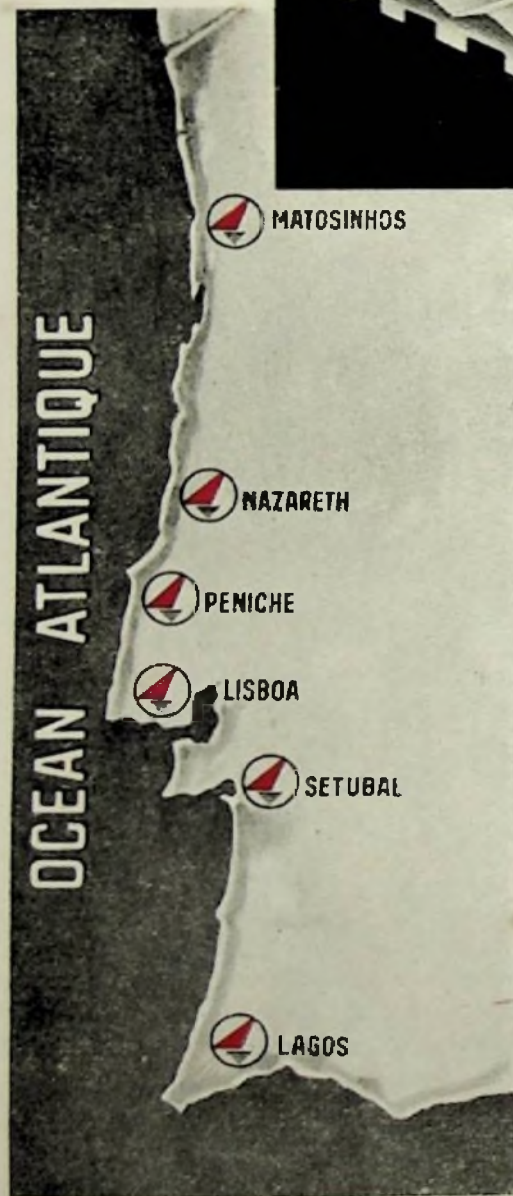 MATOSINHOS
OCEAN ATLANTIQUE
NAZARETH
PENICHE
LISBOA
SETUBAL
LAGOS